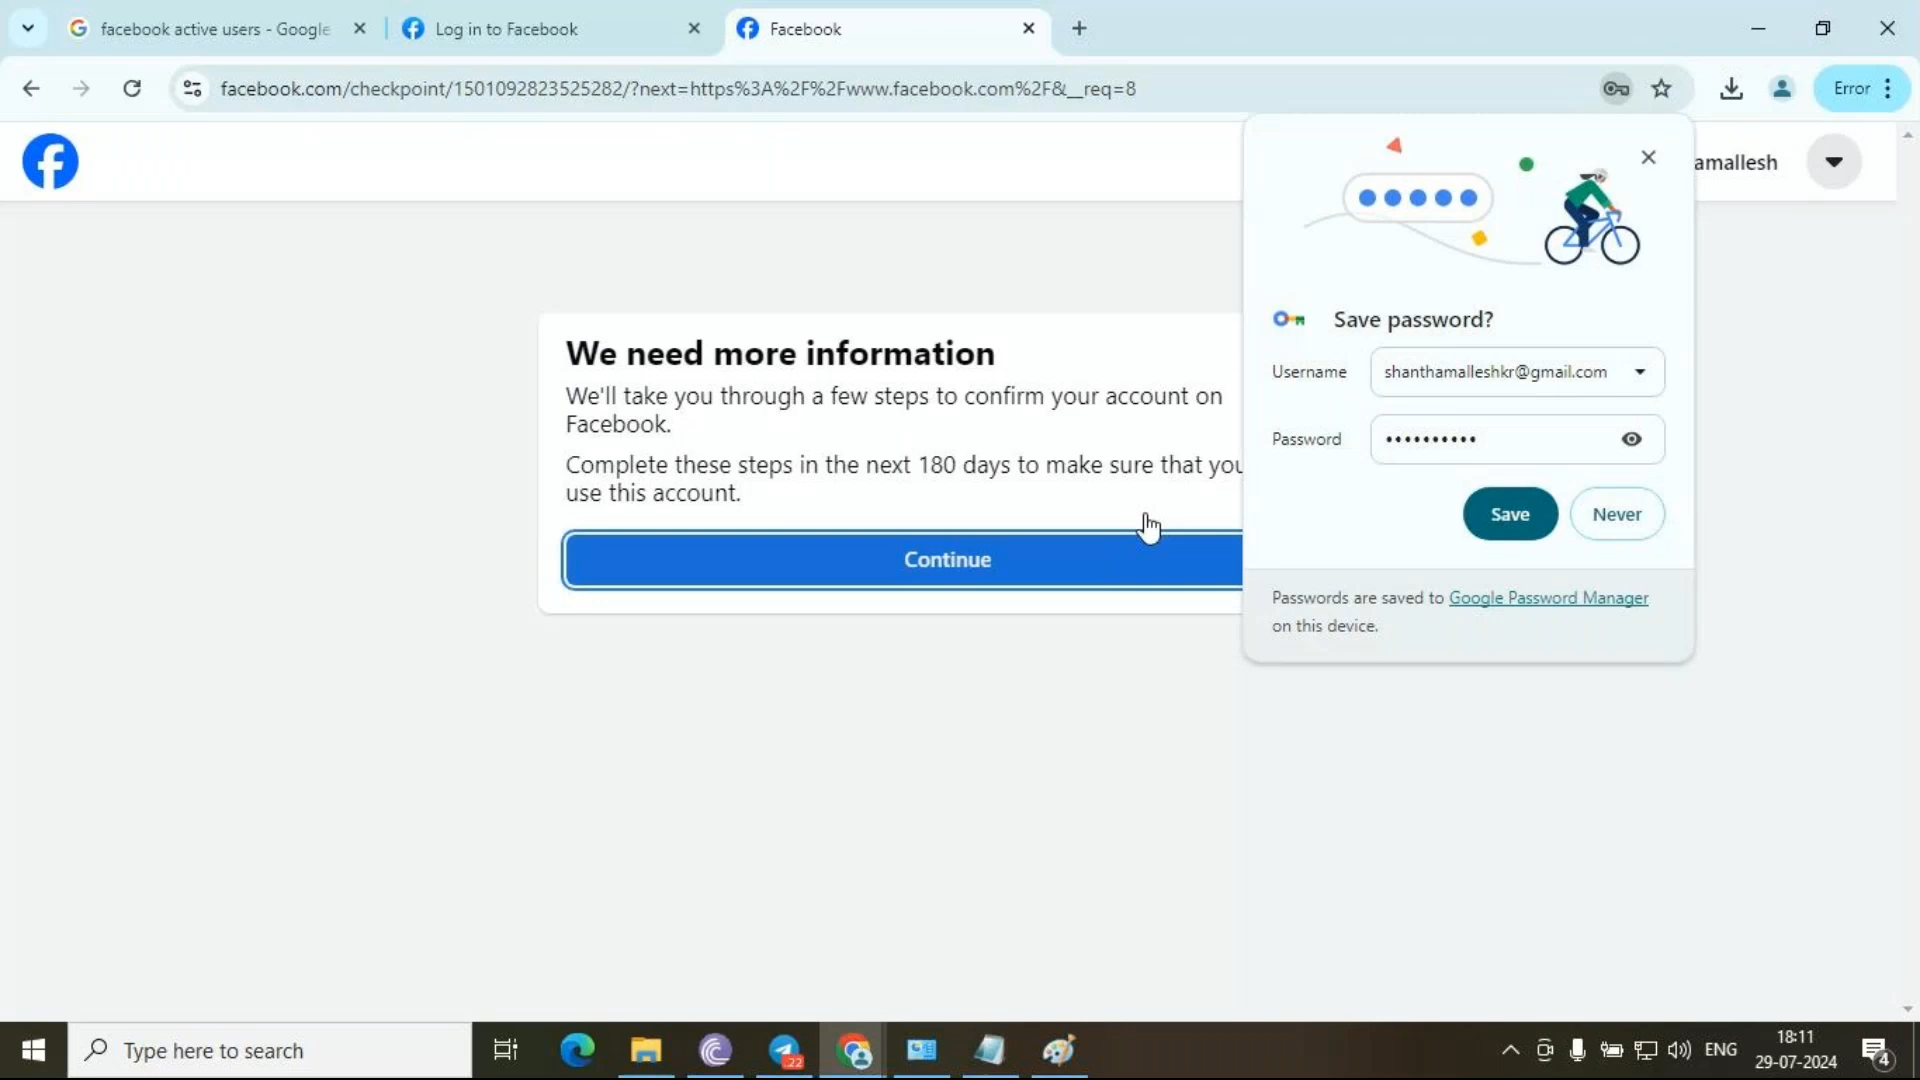 facebook active users - Google
Log in to Facebook
Facebook
facebook.com/checkpoint/1501092823525282/?next=https%3A%2F%2Fwww.facebook.com%2F&__req=8
Error
amallesh
We need more information
We'll take you through a few steps to confirm your account on
Facebook.
Complete these steps in the next 180 days to make sure that you
use this account.
Continue
Save password?
Username
shanthamalleshkr@gmail.com
Password
••••••••••
Save
Never
Passwords are saved to Google Password Manager
on this device.
Type here to search
22
ENG
18:11
29-07-2024
4